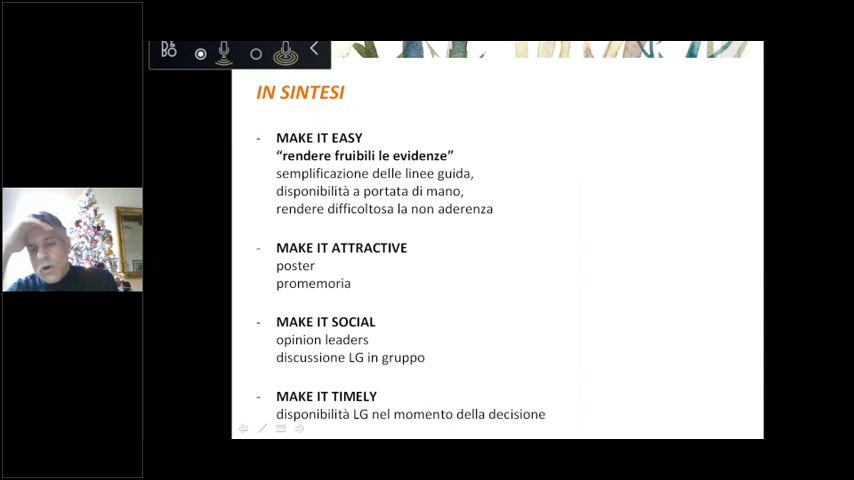 IN SINTESI
- MAKE IT EASY
“rendere fruibili le evidenze”
semplificazione delle linee guida,
disponibilità a portata di mano,
rendere difficoltosa la non aderenza
- MAKE IT ATTRACTIVE
poster
promemoria
- MAKE IT SOCIAL
opinion leaders
discussione LG in gruppo
- MAKE IT TIMELY
disponibilità LG nel momento della decisione